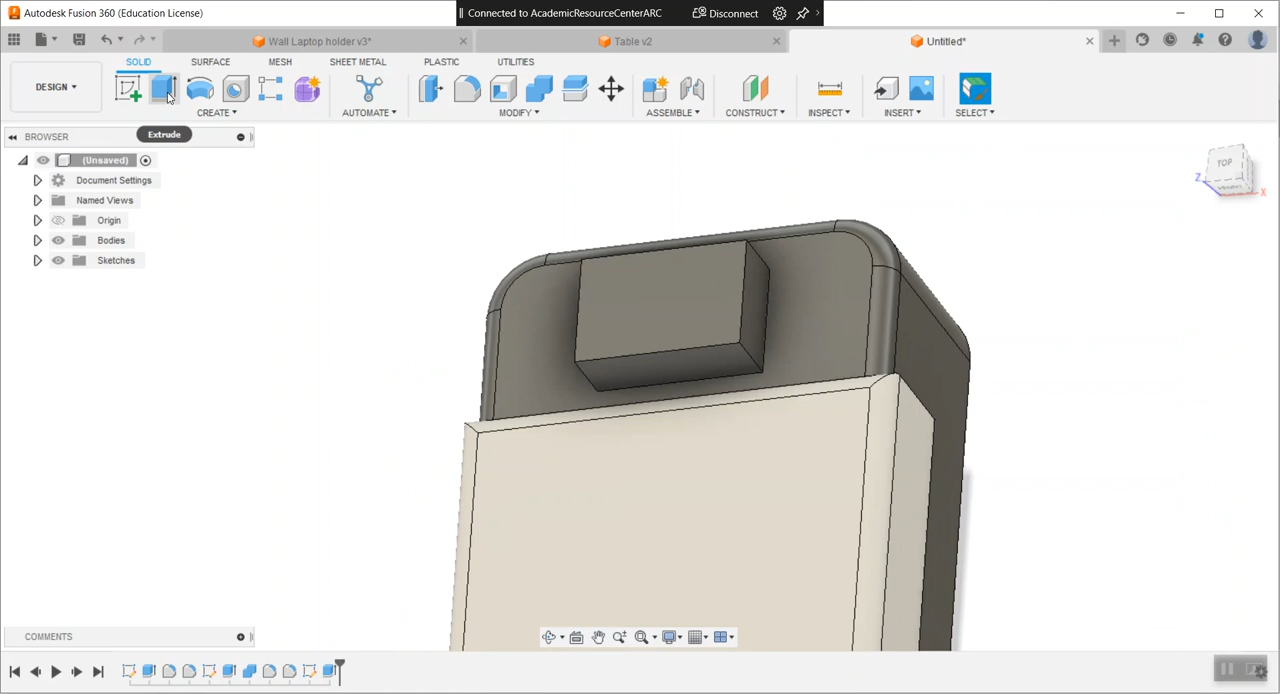 Autodesk Fusion 360 (Education License)
Connected to AcademicResourceCenterARC
Disconnect
Wall Laptop holder v3*
Table v2
Untitled*
DESIGN
SOLID
SURFACE
MESH
SHEET METAL
PLASTIC
UTILITIES
CREATE
AUTOMATE
MODIFY
ASSEMBLE
CONSTRUCT
INSPECT
INSERT
SELECT
BROWSER
Extrude
(Unsaved)
Document Settings
Named Views
Origin
Bodies
Sketches
TOP
Z
X
COMMENTS